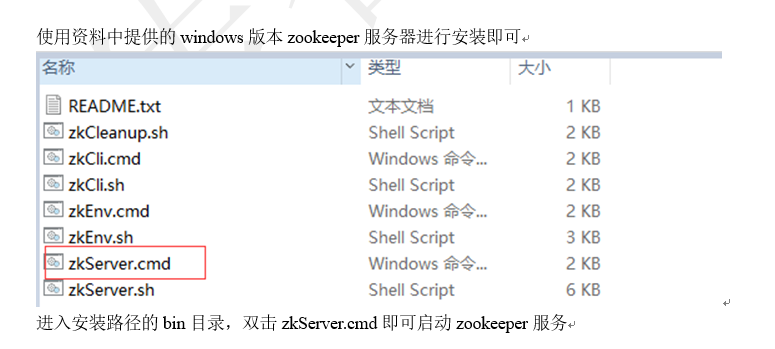 使用资料中提供的 windows 版本 zookeeper 服务器进行安装即可
名称 类型 大小
README.txt 文本文档 1 KB
zkCleanup.sh Shell Script 2 KB
zkCli.cmd Windows 命令... 2 KB
zkCli.sh Shell Script 2 KB
zkEnv.cmd Windows 命令... 2 KB
zkEnv.sh Shell Script 3 KB
zkServer.cmd Windows 命令... 2 KB
zkServer.sh Shell Script 6 KB
进入安装路径的 bin 目录，双击 zkServer.cmd 即可启动 zookeeper 服务